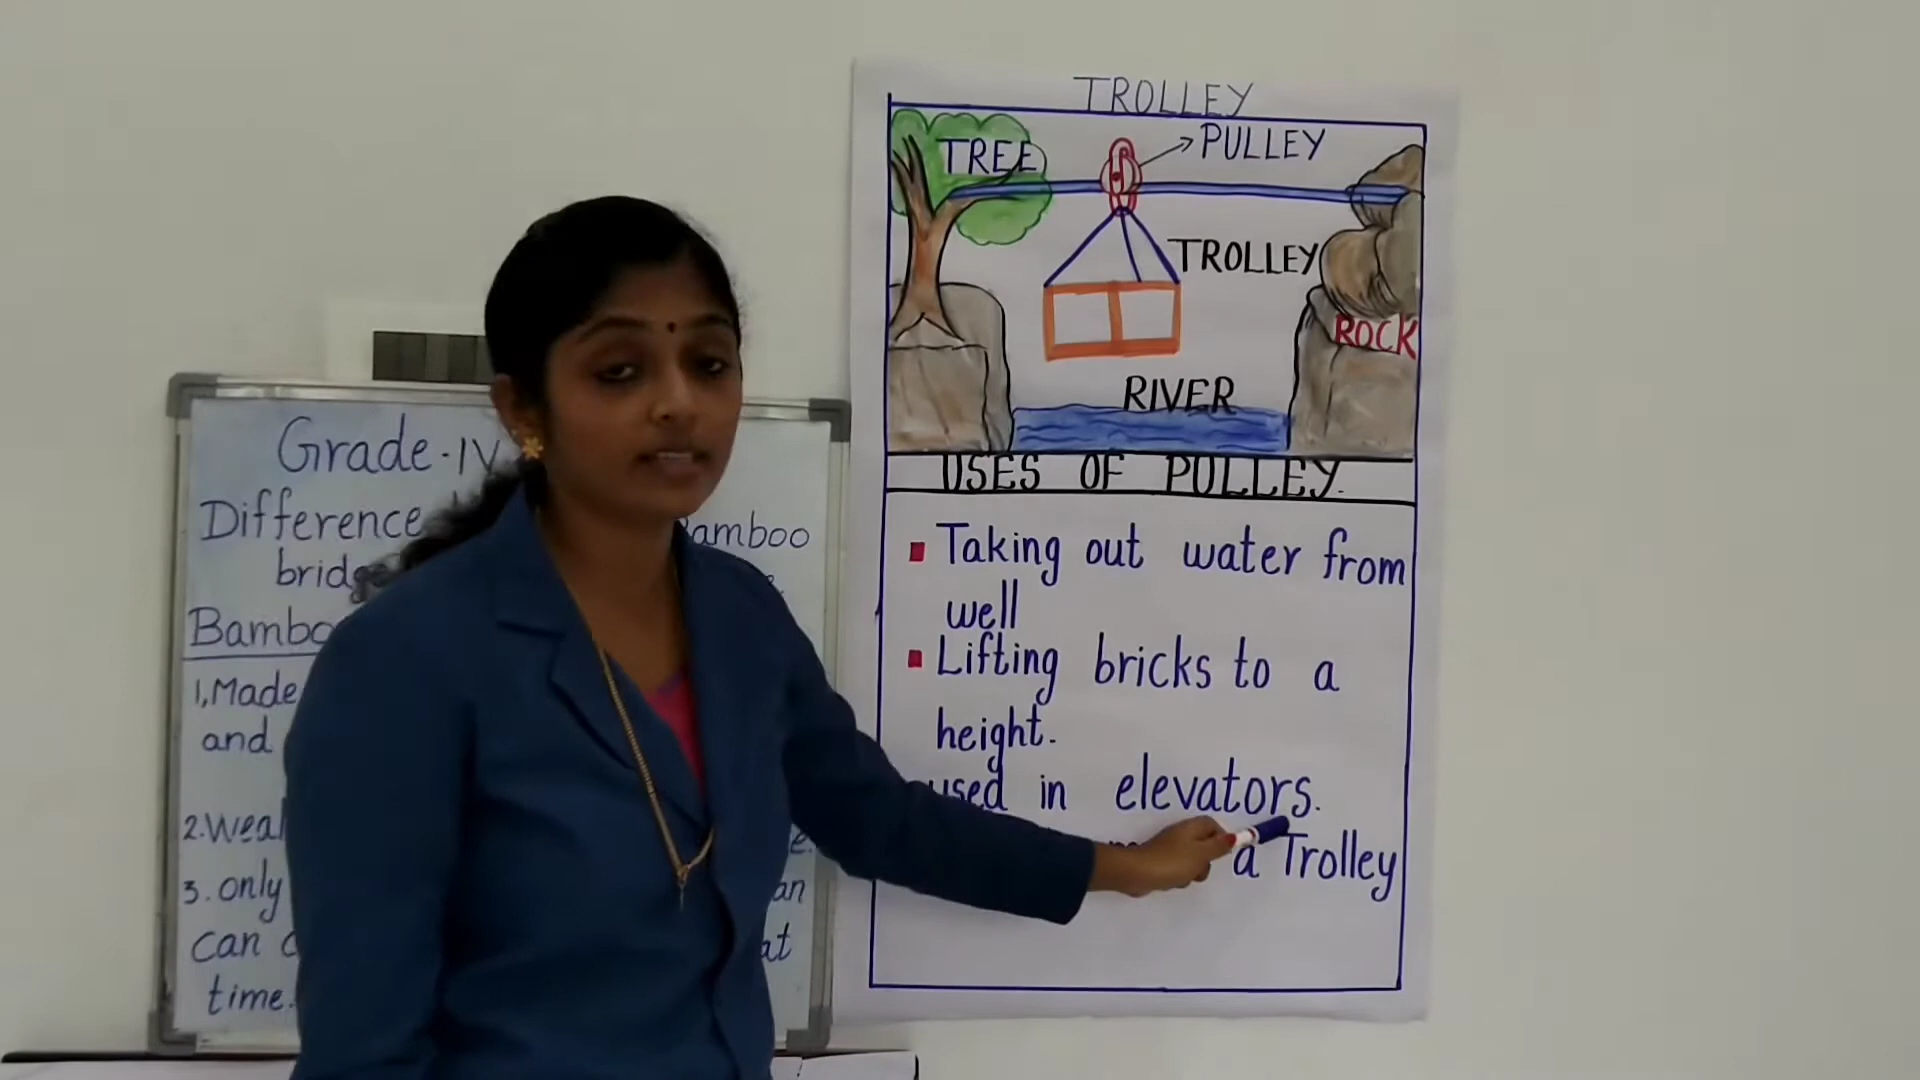 Grade-IV
Difference
Bamboo
bridge
Bamboo
1,Made
and
2.Weak
3. only
can
an
can
at
time.
TROLLEY
TREE
PULLEY
TROLLEY
ROCK
RIVER
USES OF PULLEY.
Taking out water from
well
Lifting bricks to a
height.
used in elevators.
a Trolley